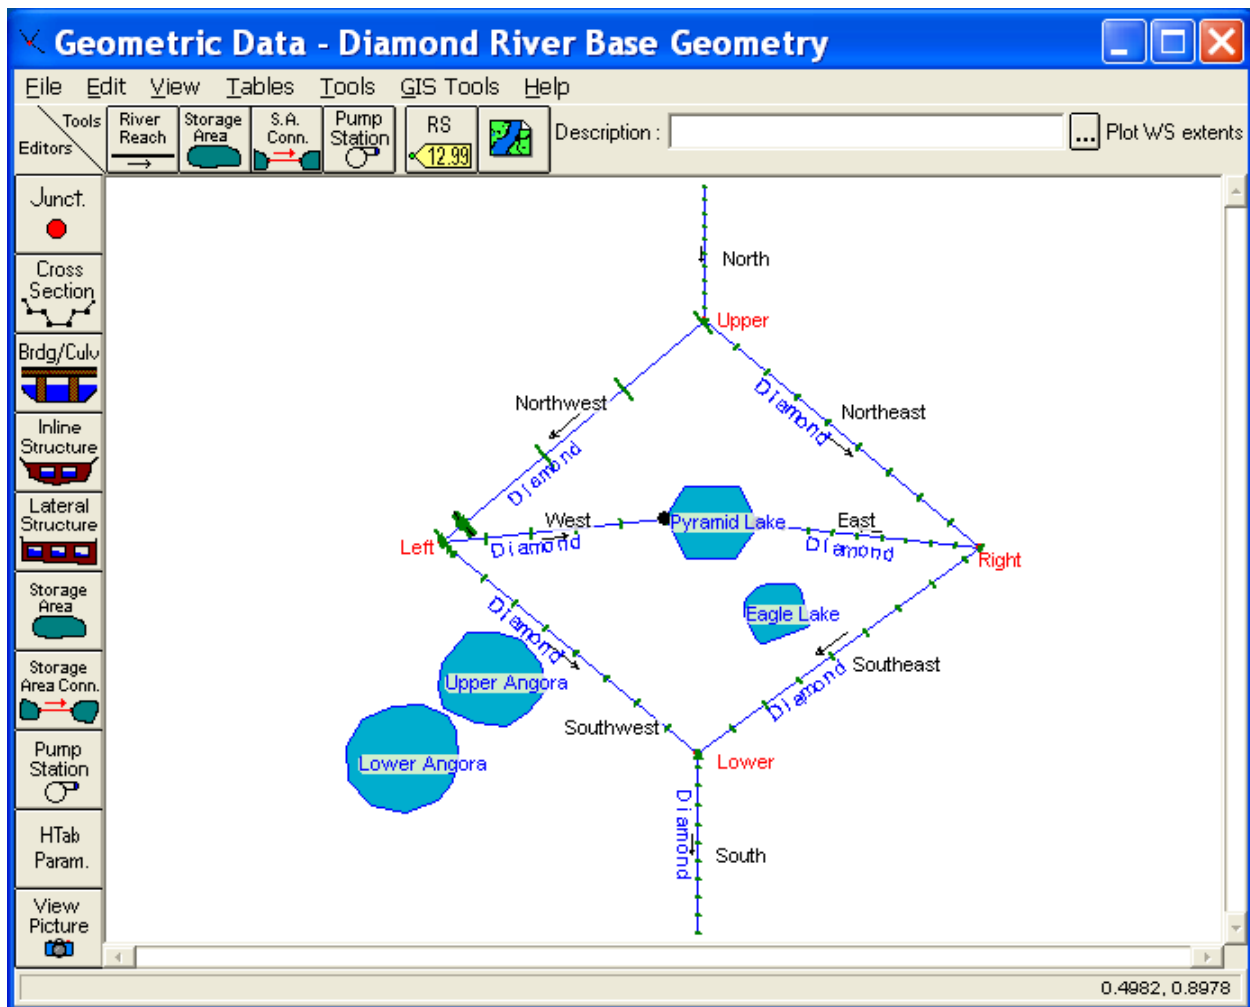 Geometric Data - Diamond River Base Geometry
File Edit View Tables Tools GIS Tools Help
Tools
Editors
River
Reach
Storage
Area
S.A.
Conn.
Pump
Station
RS
12.99
Description :
...
Plot WS extents
Junct.
Cross
Section
Brdg/Culv
Inline
Structure
Lateral
Structure
Storage
Area
Storage
Area Conn.
Pump
Station
HTab
Param.
View
Picture
North
Upper
Northwest
Diamond
Diamond
Northeast
West
Pyramid Lake
East
Left
Diamond
Diamond
Right
Diamond
Eagle Lake
Southeast
Diamond
Upper Angora
Southwest
Lower Angora
Lower
Diamond
South
0.4982, 0.8978